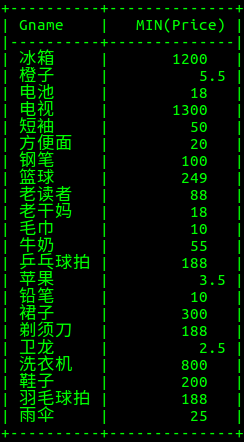 Gname MIN(Price)
冰箱 1200
橙子 5.5
电池 18
电视 1300
短袖 50
方便面 20
钢笔 100
篮球 249
老读者 88
老干妈 18
毛巾 10
牛奶 55
乒乓球拍 188
苹果 3.5
铅笔 10
裙子 300
剃须刀 188
卫龙 2.5
洗衣机 800
鞋子 200
羽毛球拍 188
雨伞 25